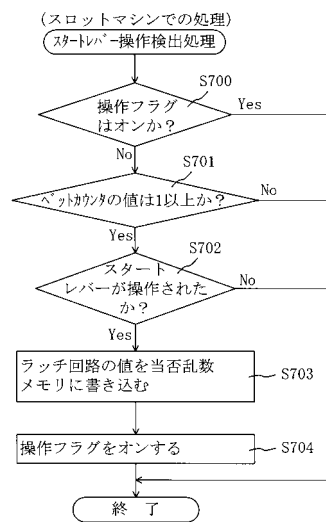 (スロットマシンでの処理)
ｽﾀｰﾄﾚﾊﾞｰ操作検出処理
S700
操作フラグ
はオンか？
Yes
No
S701
ﾍﾞｯﾄｶｳﾝﾀの値は1以上か？
No
Yes
S702
スタート
レバーが操作された
か？
No
Yes
ラッチ回路の値を当否乱数
メモリに書き込む
S703
操作フラグをオンする
S704
終 了